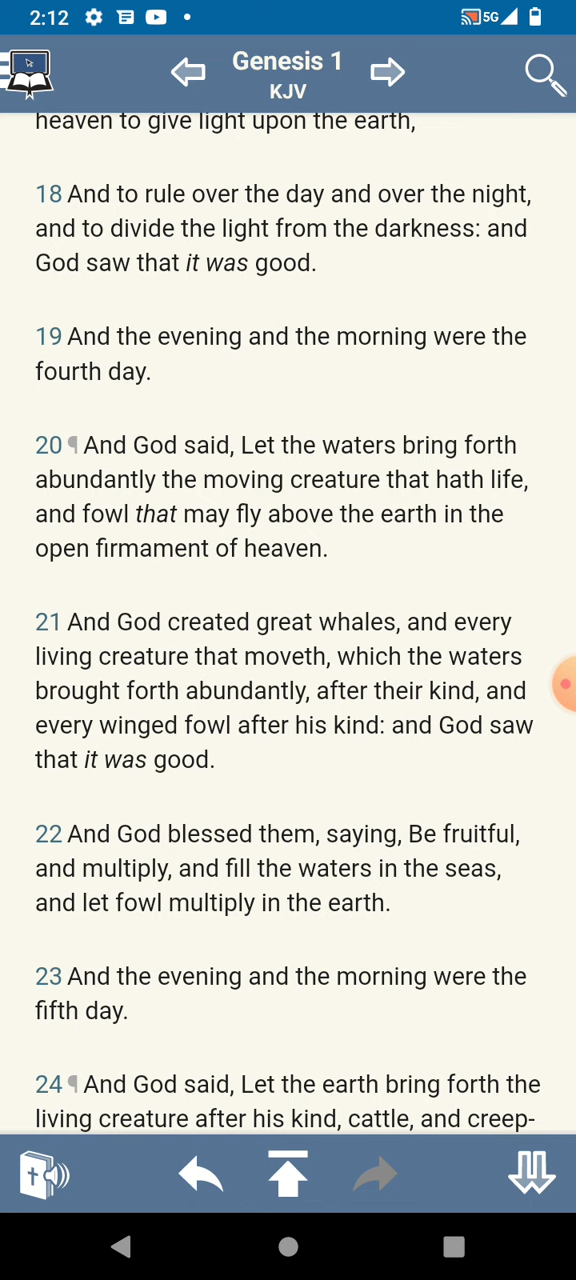 2:12
5G
Genesis 1
KJV
heaven to give light upon the earth,
18 And to rule over the day and over the night,
and to divide the light from the darkness: and
God saw that it was good.
19 And the evening and the morning were the
fourth day.
20 ¶ And God said, Let the waters bring forth
abundantly the moving creature that hath life,
and fowl that may fly above the earth in the
open firmament of heaven.
21 And God created great whales, and every
living creature that moveth, which the waters
brought forth abundantly, after their kind, and
every winged fowl after his kind: and God saw
that it was good.
22 And God blessed them, saying, Be fruitful,
and multiply, and fill the waters in the seas,
and let fowl multiply in the earth.
23 And the evening and the morning were the
fifth day.
24 ¶ And God said, Let the earth bring forth the
living creature after his kind, cattle, and creep-